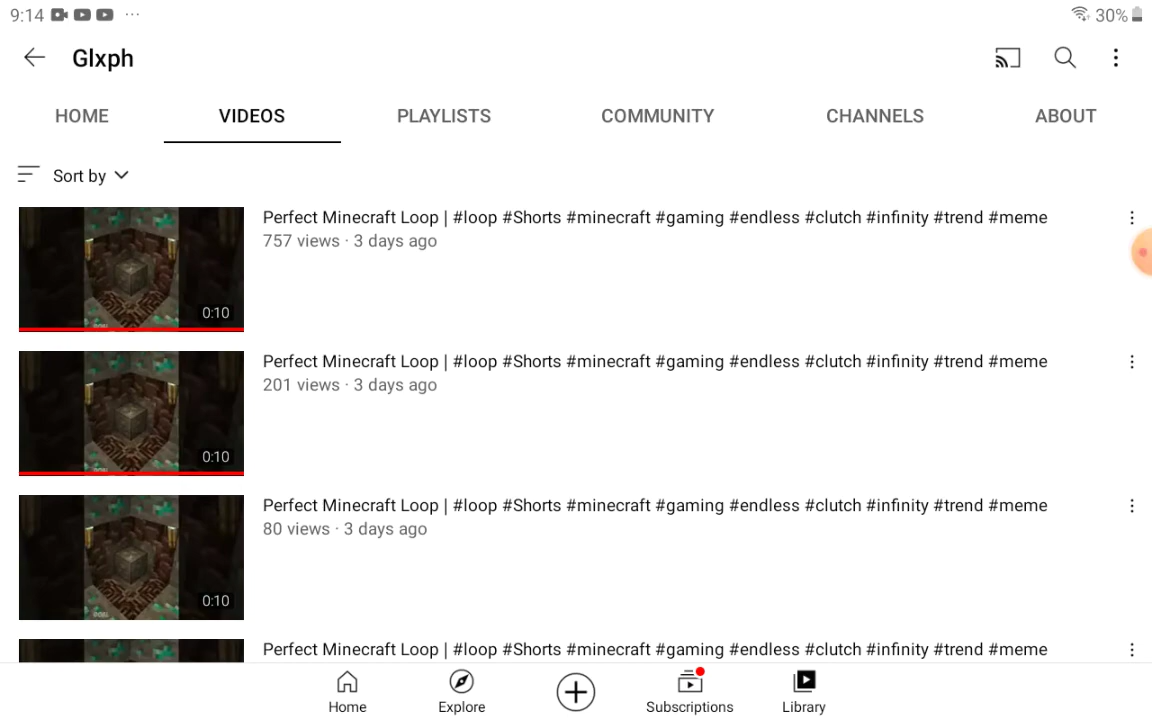 9:14
30%
Glxph
HOME VIDEOS PLAYLISTS COMMUNITY CHANNELS ABOUT
Sort by
Perfect Minecraft Loop | #loop #Shorts #minecraft #gaming #endless #clutch #infinity #trend #meme
757 views · 3 days ago
0:10
Perfect Minecraft Loop | #loop #Shorts #minecraft #gaming #endless #clutch #infinity #trend #meme
201 views · 3 days ago
0:10
Perfect Minecraft Loop | #loop #Shorts #minecraft #gaming #endless #clutch #infinity #trend #meme
80 views · 3 days ago
0:10
Perfect Minecraft Loop | #loop #Shorts #minecraft #gaming #endless #clutch #infinity #trend #meme
Home Explore Subscriptions Library